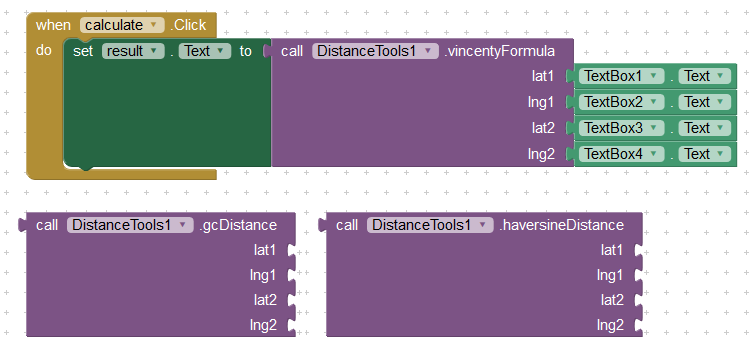 when calculate .Click
do set result . Text to call DistanceTools1 .vincentyFormula
lat1 TextBox1 . Text
lng1 TextBox2 . Text
lat2 TextBox3 . Text
lng2 TextBox4 . Text
call DistanceTools1 .gcDistance
lat1
lng1
lat2
lng2
call DistanceTools1 .haversineDistance
lat1
lng1
lat2
lng2